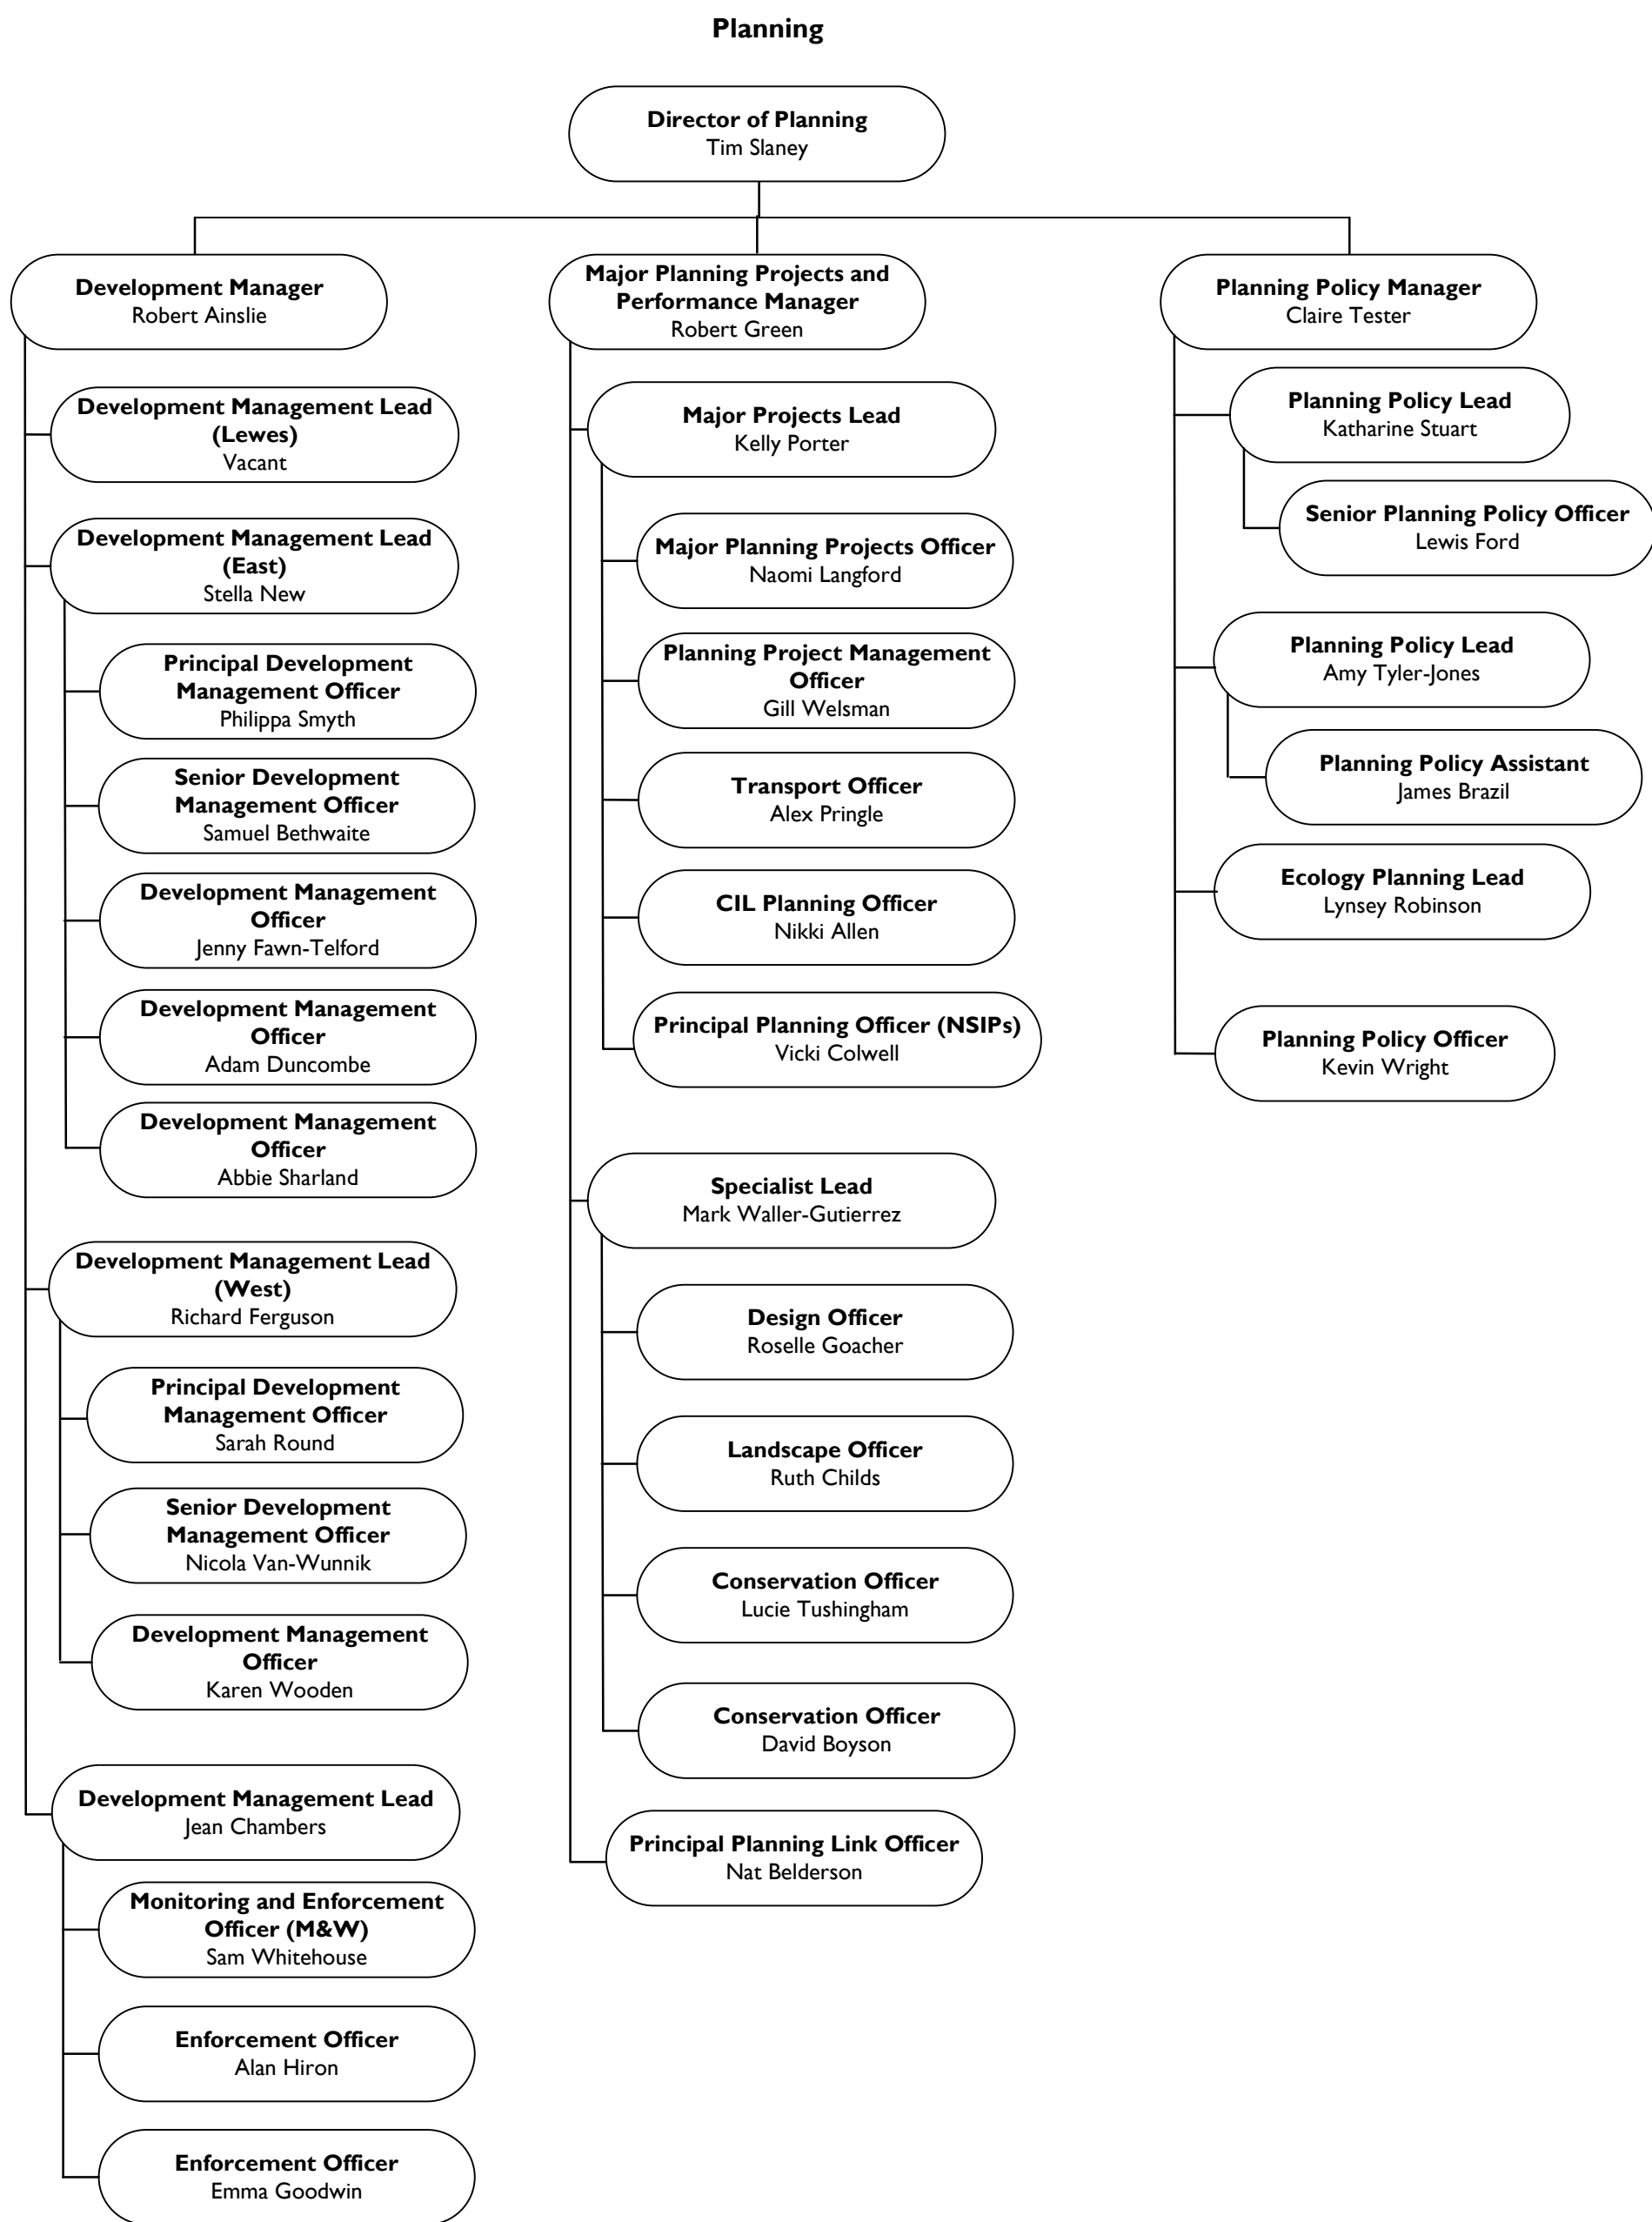 Planning
Director of Planning
Tim Slaney
Development Manager
Robert Ainslie
Development Management Lead
(Lewes)
Vacant
Development Management Lead
(East)
Stella New
Principal Development
Management Officer
Philippa Smyth
Senior Development
Management Officer
Samuel Bethwaite
Development Management
Officer
Jenny Fawn-Telford
Development Management
Officer
Adam Duncombe
Development Management
Officer
Abbie Sharland
Development Management Lead
(West)
Richard Ferguson
Principal Development
Management Officer
Sarah Round
Senior Development
Management Officer
Nicola Van-Wunnik
Development Management
Officer
Karen Wooden
Development Management Lead
Jean Chambers
Monitoring and Enforcement
Officer (M&W)
Sam Whitehouse
Enforcement Officer
Alan Hiron
Enforcement Officer
Emma Goodwin
Major Planning Projects and
Performance Manager
Robert Green
Major Projects Lead
Kelly Porter
Major Planning Projects Officer
Naomi Langford
Planning Project Management
Officer
Gill Welsman
Transport Officer
Alex Pringle
CIL Planning Officer
Nikki Allen
Principal Planning Officer (NSIPs)
Vicki Colwell
Specialist Lead
Mark Waller-Gutierrez
Design Officer
Roselle Goacher
Landscape Officer
Ruth Childs
Conservation Officer
Lucie Tushingham
Conservation Officer
David Boyson
Principal Planning Link Officer
Nat Belderson
Planning Policy Manager
Claire Tester
Planning Policy Lead
Katharine Stuart
Senior Planning Policy Officer
Lewis Ford
Planning Policy Lead
Amy Tyler-Jones
Planning Policy Assistant
James Brazil
Ecology Planning Lead
Lynsey Robinson
Planning Policy Officer
Kevin Wright